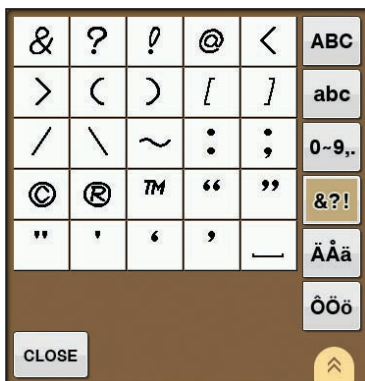 & ? ! @ < ABC
> ( ) [ ] abc
/ \ ~ : ; 0~9,.
© ® ™ “ ” &?!
" ' ‘ ’ _ ÄÅä
ÔÖö
CLOSE